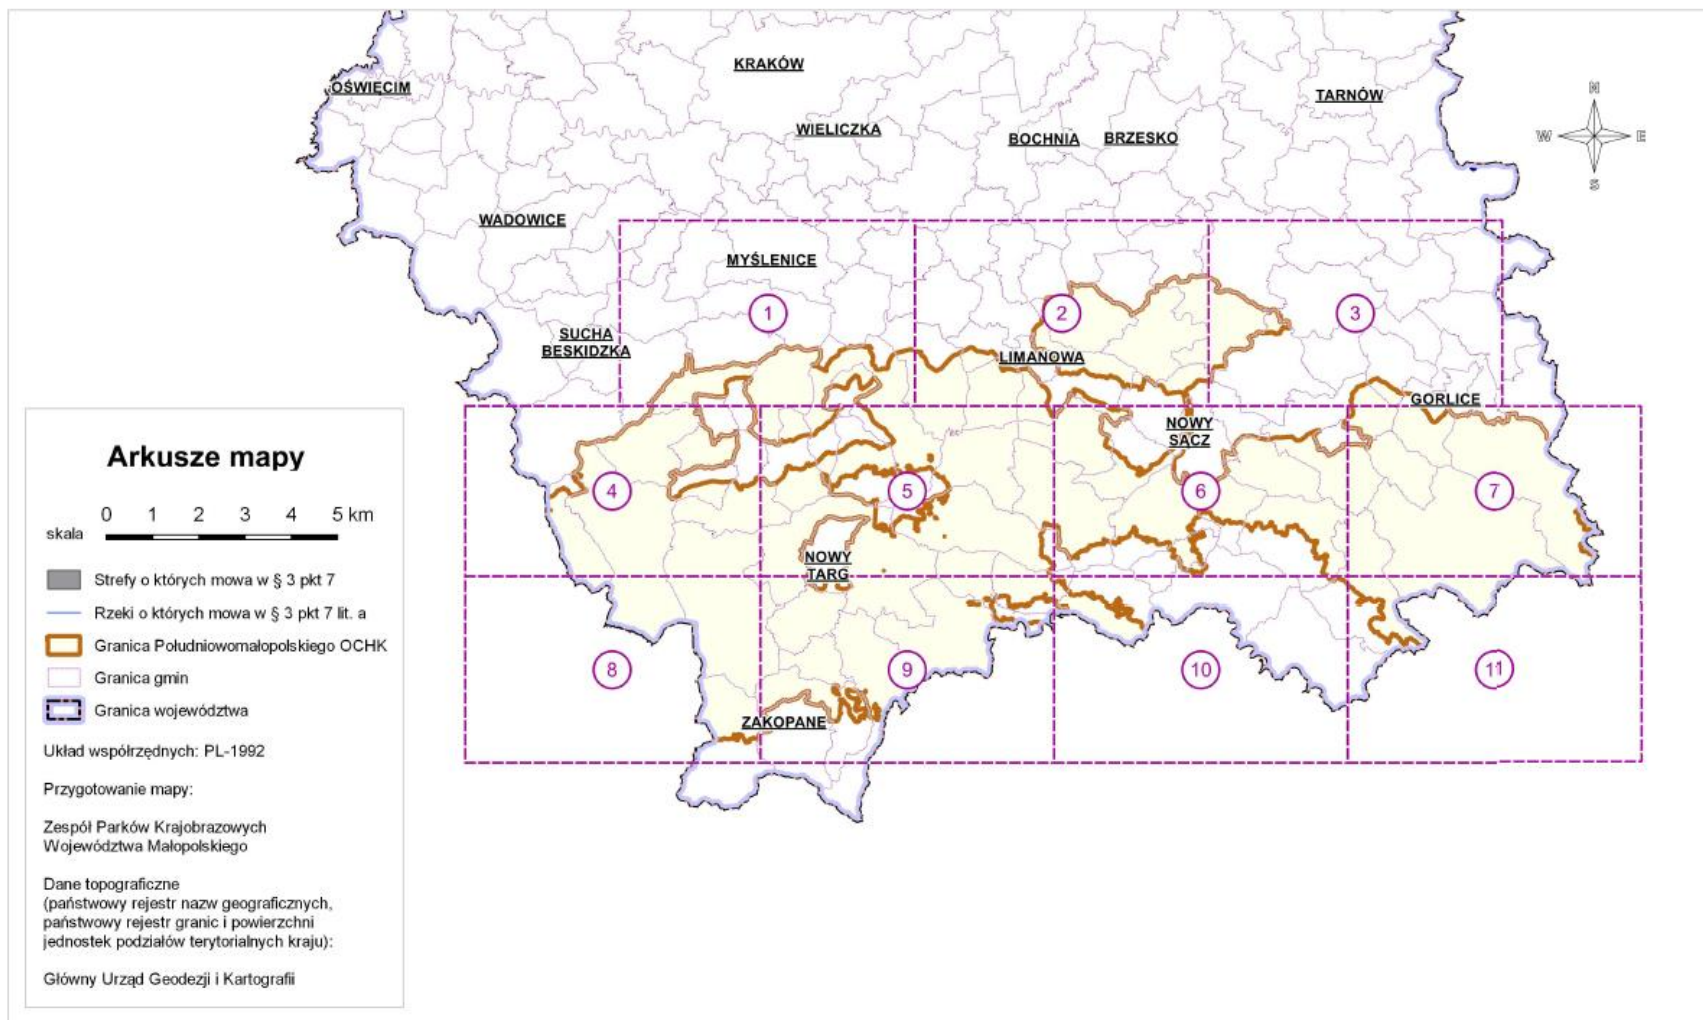 KRAKÓW
OŚWIĘCIM
TARNÓW
WIELICZKA
BOCHNIA
BRZESKO
N
W
E
S
WADOWICE
MYŚLENICE
1
2
3
SUCHA
BESKIDZKA
LIMANOWA
GORLICE
NOWY
SĄCZ
4
5
6
7
NOWY
TARG
8
9
10
11
ZAKOPANE
Arkusze mapy
skala
0 1 2 3 4 5 km
Strefy o których mowa w § 3 pkt 7
Rzeki o których mowa w § 3 pkt 7 lit. a
Granica Południowomałopolskiego OCHK
Granica gmin
Granica województwa
Układ współrzędnych: PL-1992
Przygotowanie mapy:
Zespół Parków Krajobrazowych
Województwa Małopolskiego
Dane topograficzne
(państwowy rejestr nazw geograficznych,
państwowy rejestr granic i powierzchni
jednostek podziałów terytorialnych kraju):
Główny Urząd Geodezji i Kartografii